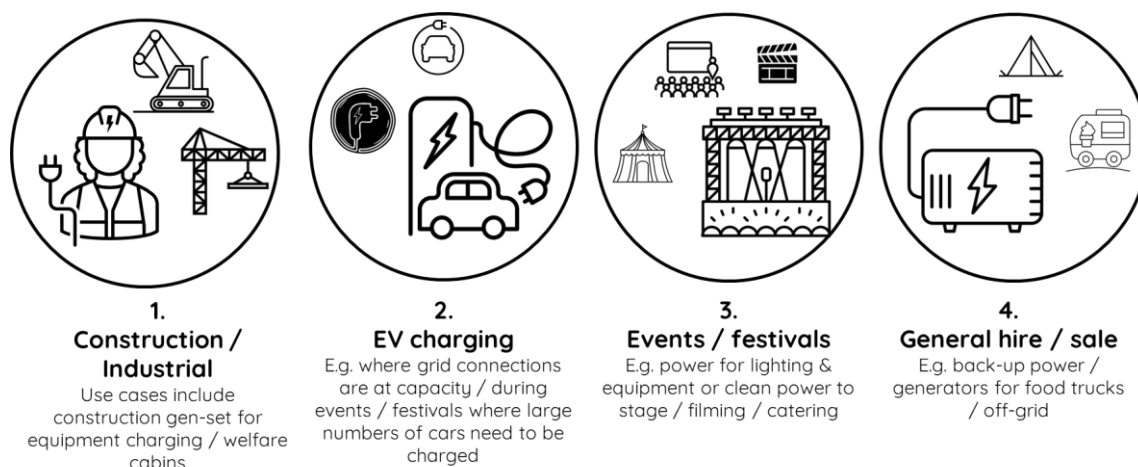 1.
Construction /
Industrial
Use cases include
construction gen-set for
equipment charging / welfare
cabins
2.
EV charging
E.g. where grid connections
are at capacity / during
events / festivals where large
numbers of cars need to be
charged
3.
Events / festivals
E.g. power for lighting &
equipment or clean power to
stage / filming / catering
4.
General hire / sale
E.g. back-up power /
generators for food trucks
/ off-grid